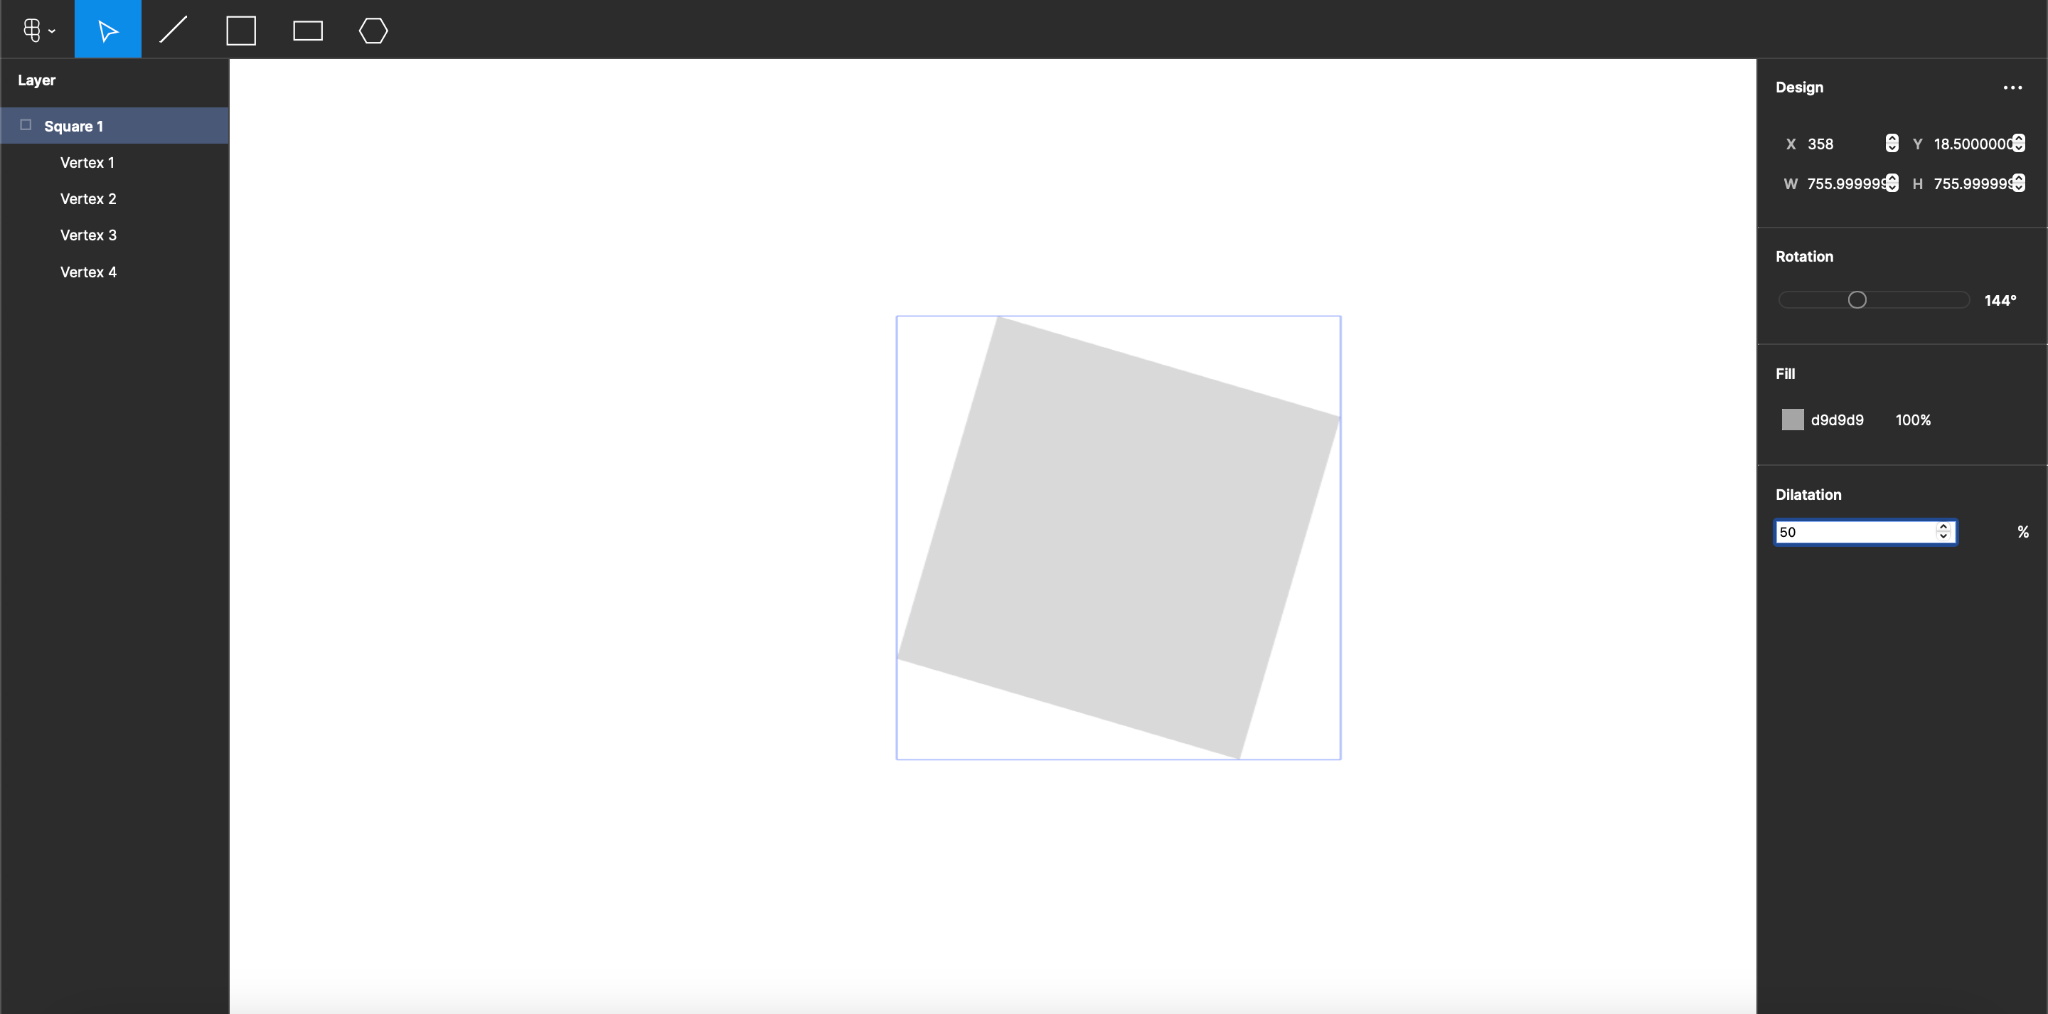 Layer
Square 1
Vertex 1
Vertex 2
Vertex 3
Vertex 4
Design
X 358 Y 18.5000000
W 755.999999 H 755.999999
Rotation
144°
Fill
d9d9d9 100%
Dilatation
50 %